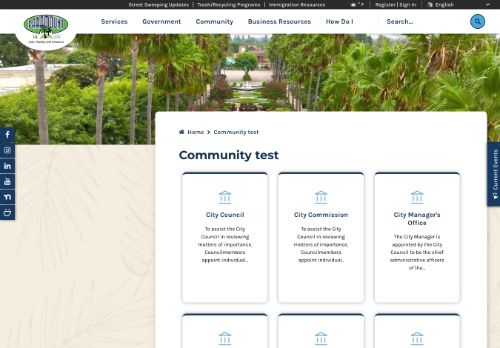 Street Sweeping Updates | Trash/Recycling Programs | Immigration Resources
°F | Register | Sign In
English
PARAMOUNT
Services Government Community Business Resources How Do I
Search...
Home > Community test
Community test
Current Events
City Council
To assist the City
Council in reviewing
matters of importance,
Councilmembers
appoint individual...
City Commission
To assist the City
Council in reviewing
matters of importance,
Councilmembers
appoint individual...
City Manager's
Office
The City Manager is
appointed by the City
Council to be the chief
administrative officers
of the...